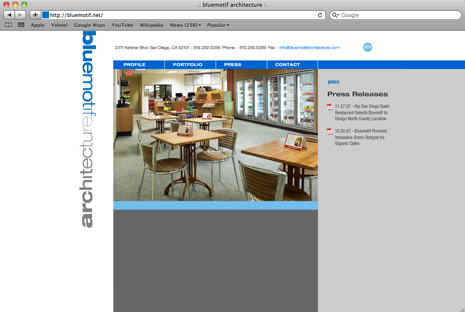 .: bluemotif architecture :.
http://bluemotif.net/
Google
Apple Yahoo! Google Maps YouTube Wikipedia News (238) Popular
bluemotif architecture
2311 Kettner Blvd. San Diego, CA 92101 - Phone : 619.269.5265 Fax : info@bluemotifarchitecture.com
PROFILE PORTFOLIO PRESS CONTACT
press
Press Releases
11.27.07 - Hip San Diego Sushi
Restaurant Selects Bluemotif to
Design North County Location
10.30.07 - Bluemotif Provides
Innovative Green Designs for
Organic Cafes